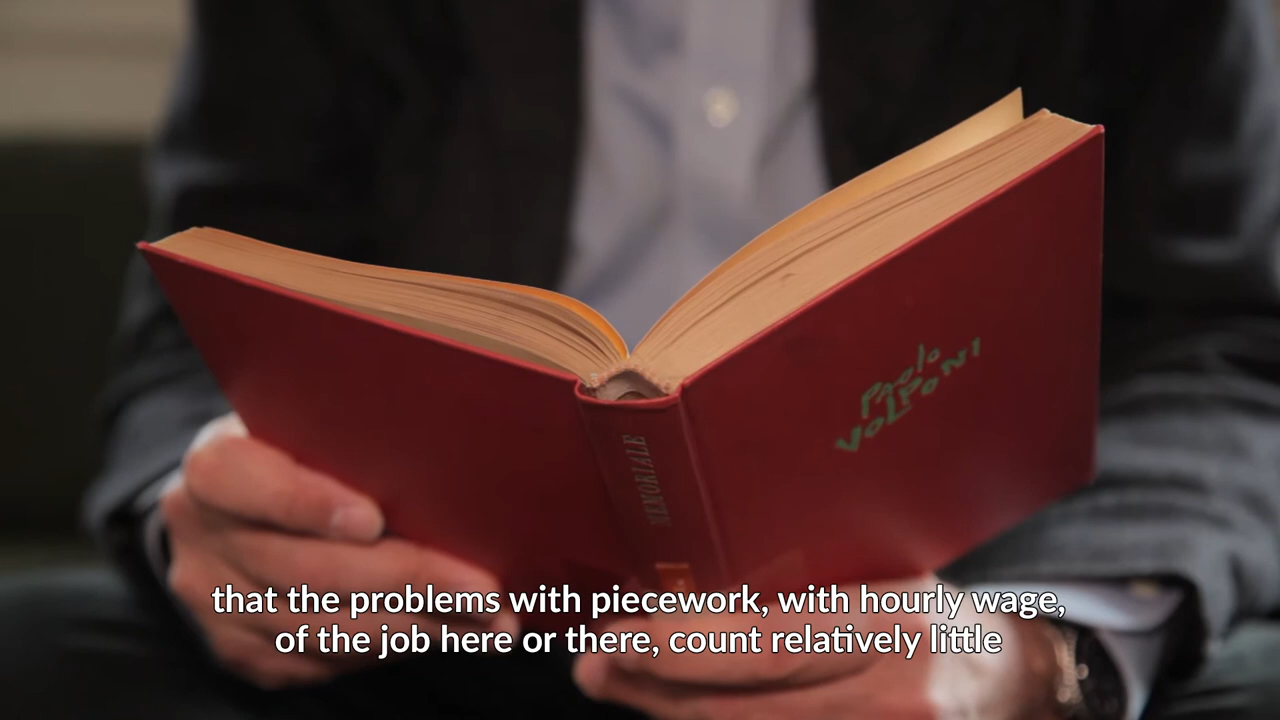 Paolo
VOLPONI
MEMORIALE
that the problems with piecework, with hourly wage,
of the job here or there, count relatively little